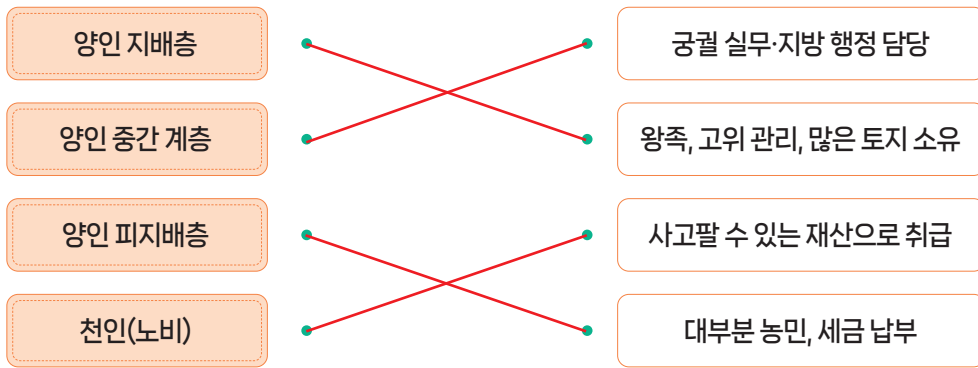 양인 지배층
궁궐 실무·지방 행정 담당
양인 중간 계층
왕족, 고위 관리, 많은 토지 소유
양인 피지배층
사고팔 수 있는 재산으로 취급
천인(노비)
대부분 농민, 세금 납부